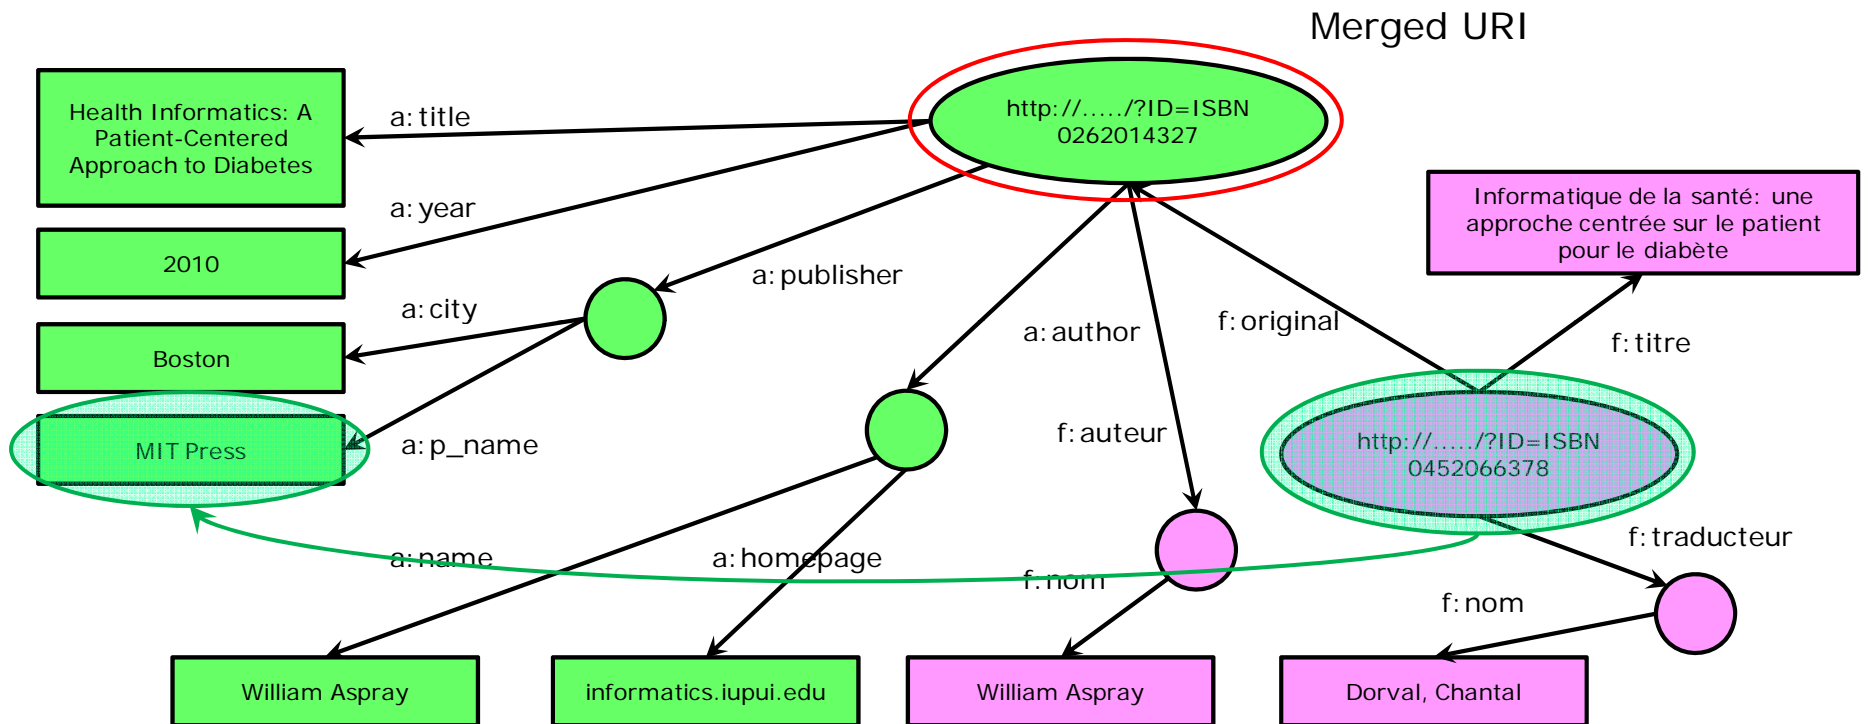 Merged URI
Health Informatics: A
Patient-Centered
Approach to Diabetes
a:title
http://...../?ID=ISBN
0262014327
a:year
Informatique de la santé: une
approche centrée sur le patient
pour le diabète
2010
a:publisher
a:city
a:author
f:original
f:titre
Boston
MIT Press
a:p_name
f:auteur
http://...../?ID=ISBN
0452066378
a:name
a:homepage
f:nom
f:traducteur
f:nom
William Aspray
informatics.iupui.edu
William Aspray
Dorval, Chantal